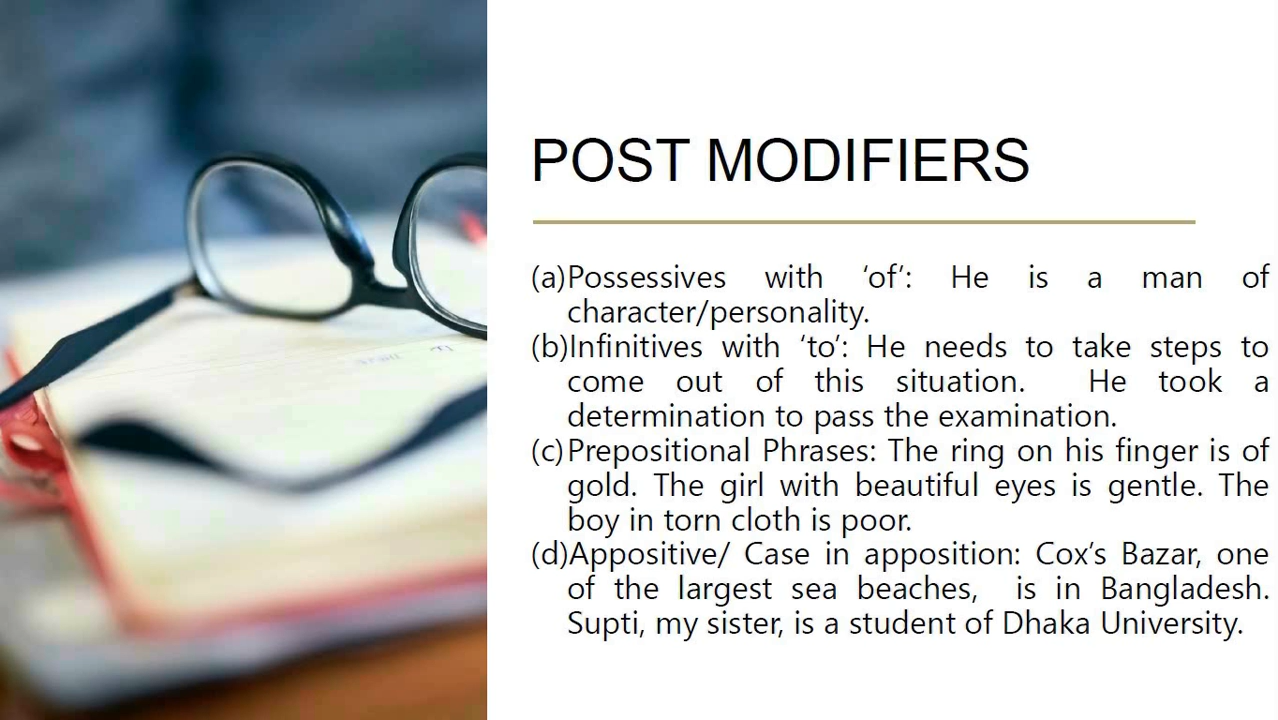 POST MODIFIERS
(a)Possessives with ‘of’: He is a man of
character/personality.
(b)Infinitives with ‘to’: He needs to take steps to
come out of this situation. He took a
determination to pass the examination.
(c)Prepositional Phrases: The ring on his finger is of
gold. The girl with beautiful eyes is gentle. The
boy in torn cloth is poor.
(d)Appositive/ Case in apposition: Cox’s Bazar, one
of the largest sea beaches, is in Bangladesh.
Supti, my sister, is a student of Dhaka University.